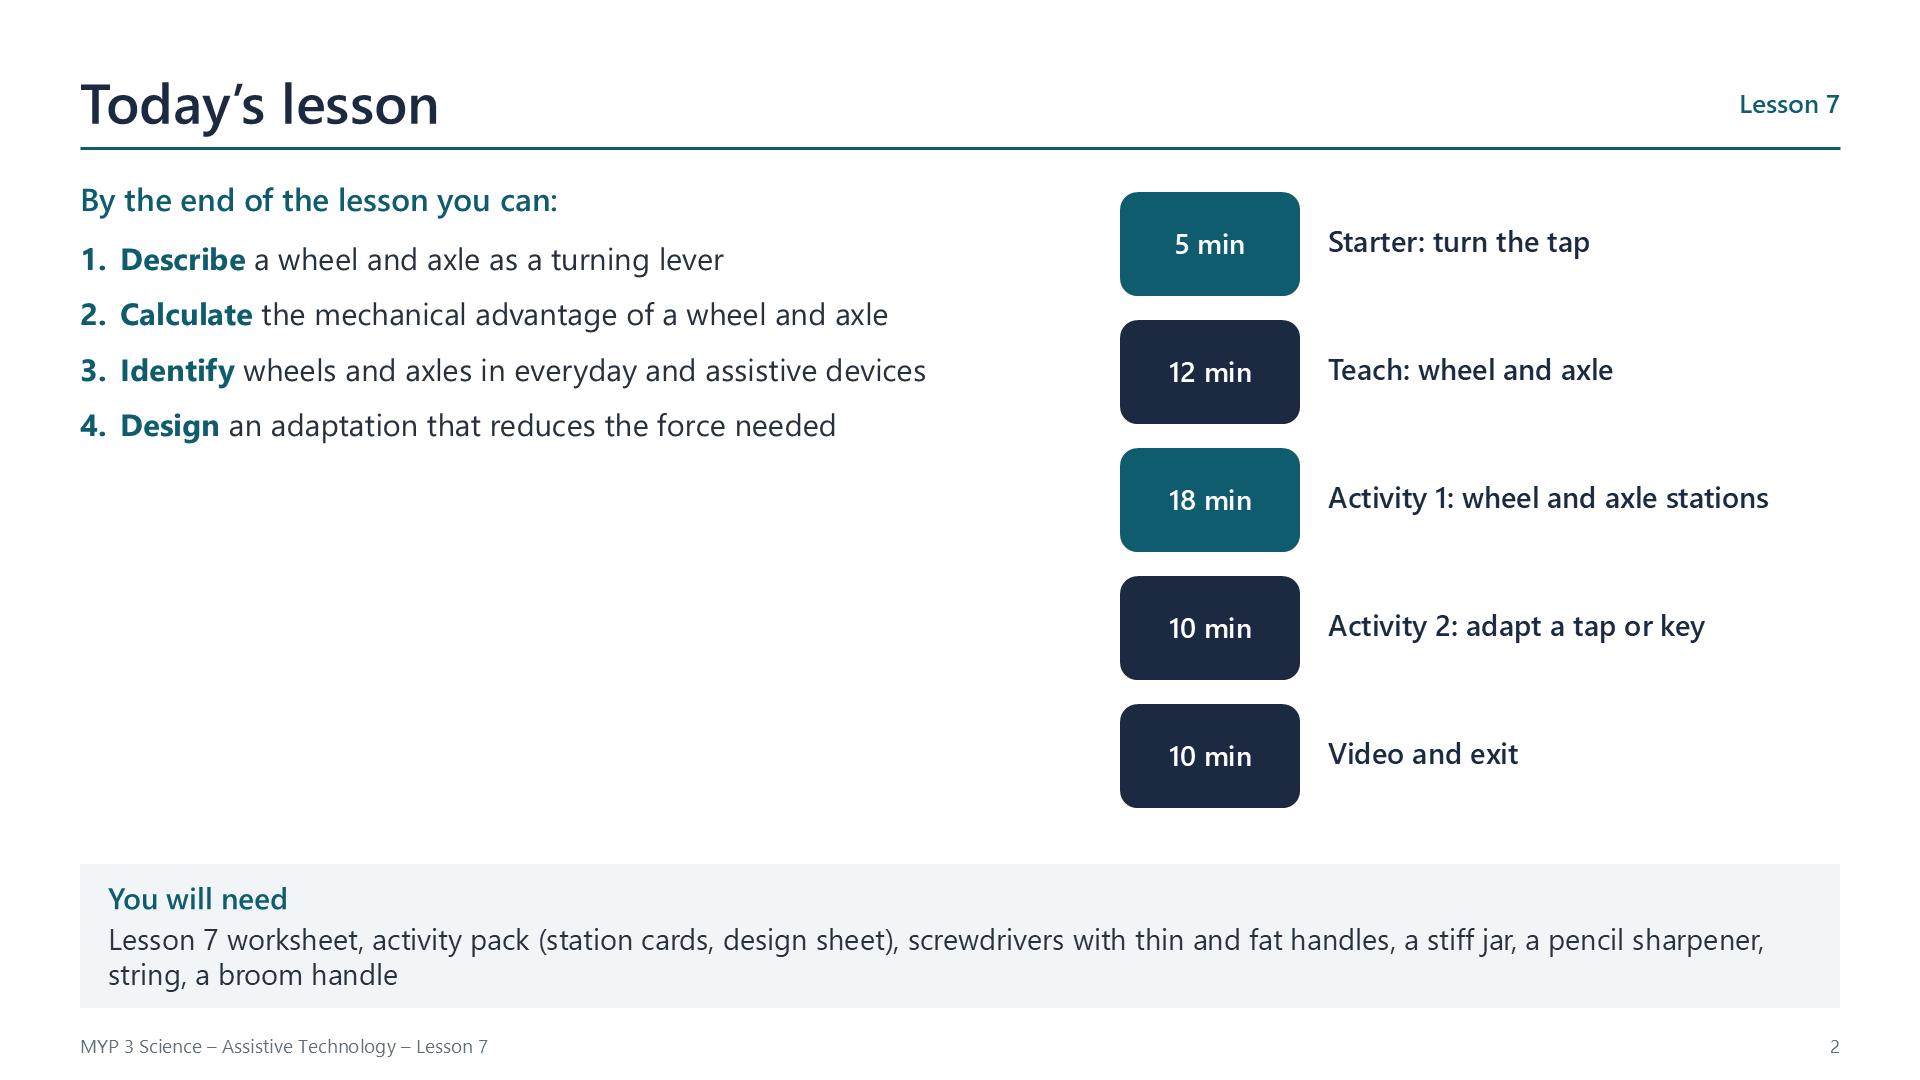 Today’s lesson
Lesson 7
By the end of the lesson you can:
1. Describe a wheel and axle as a turning lever
2. Calculate the mechanical advantage of a wheel and axle
3. Identify wheels and axles in everyday and assistive devices
4. Design an adaptation that reduces the force needed
5 min
Starter: turn the tap
12 min
Teach: wheel and axle
18 min
Activity 1: wheel and axle stations
10 min
Activity 2: adapt a tap or key
10 min
Video and exit
You will need
Lesson 7 worksheet, activity pack (station cards, design sheet), screwdrivers with thin and fat handles, a stiff jar, a pencil sharpener,
string, a broom handle
MYP 3 Science – Assistive Technology – Lesson 7
2